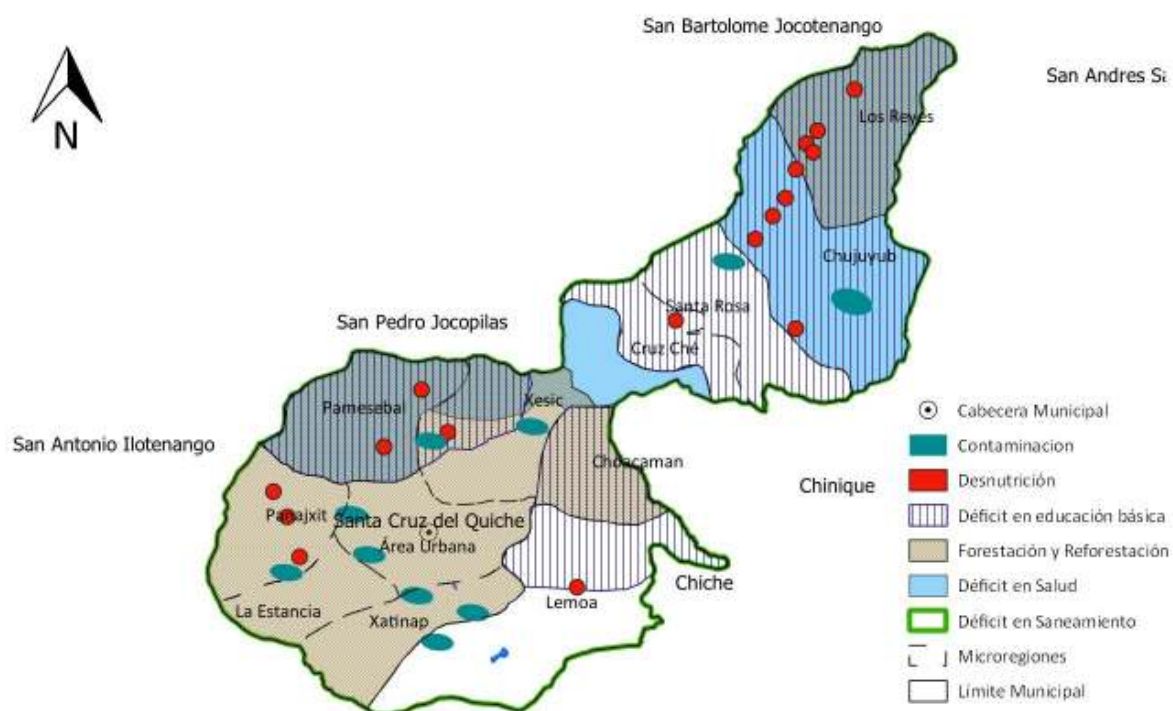 San Bartolome Jocotenango
San Andres Sa
N
Los Reyes
Chujuyub
Santa Rosa
San Pedro Jocopilas
Cruz Ché
Xesic
Pamesebal
Cabecera Municipal
San Antonio Ilotenango
Contaminacion
Choacaman
Chinique
Desnutrición
Panajxit
Santa Cruz del Quiche
Déficit en educación básica
Área Urbana
Forestación y Reforestación
Chiche
Déficit en Salud
La Estancia
Xatinap
Lemoa
Déficit en Saneamiento
Microregiones
Límite Municipal